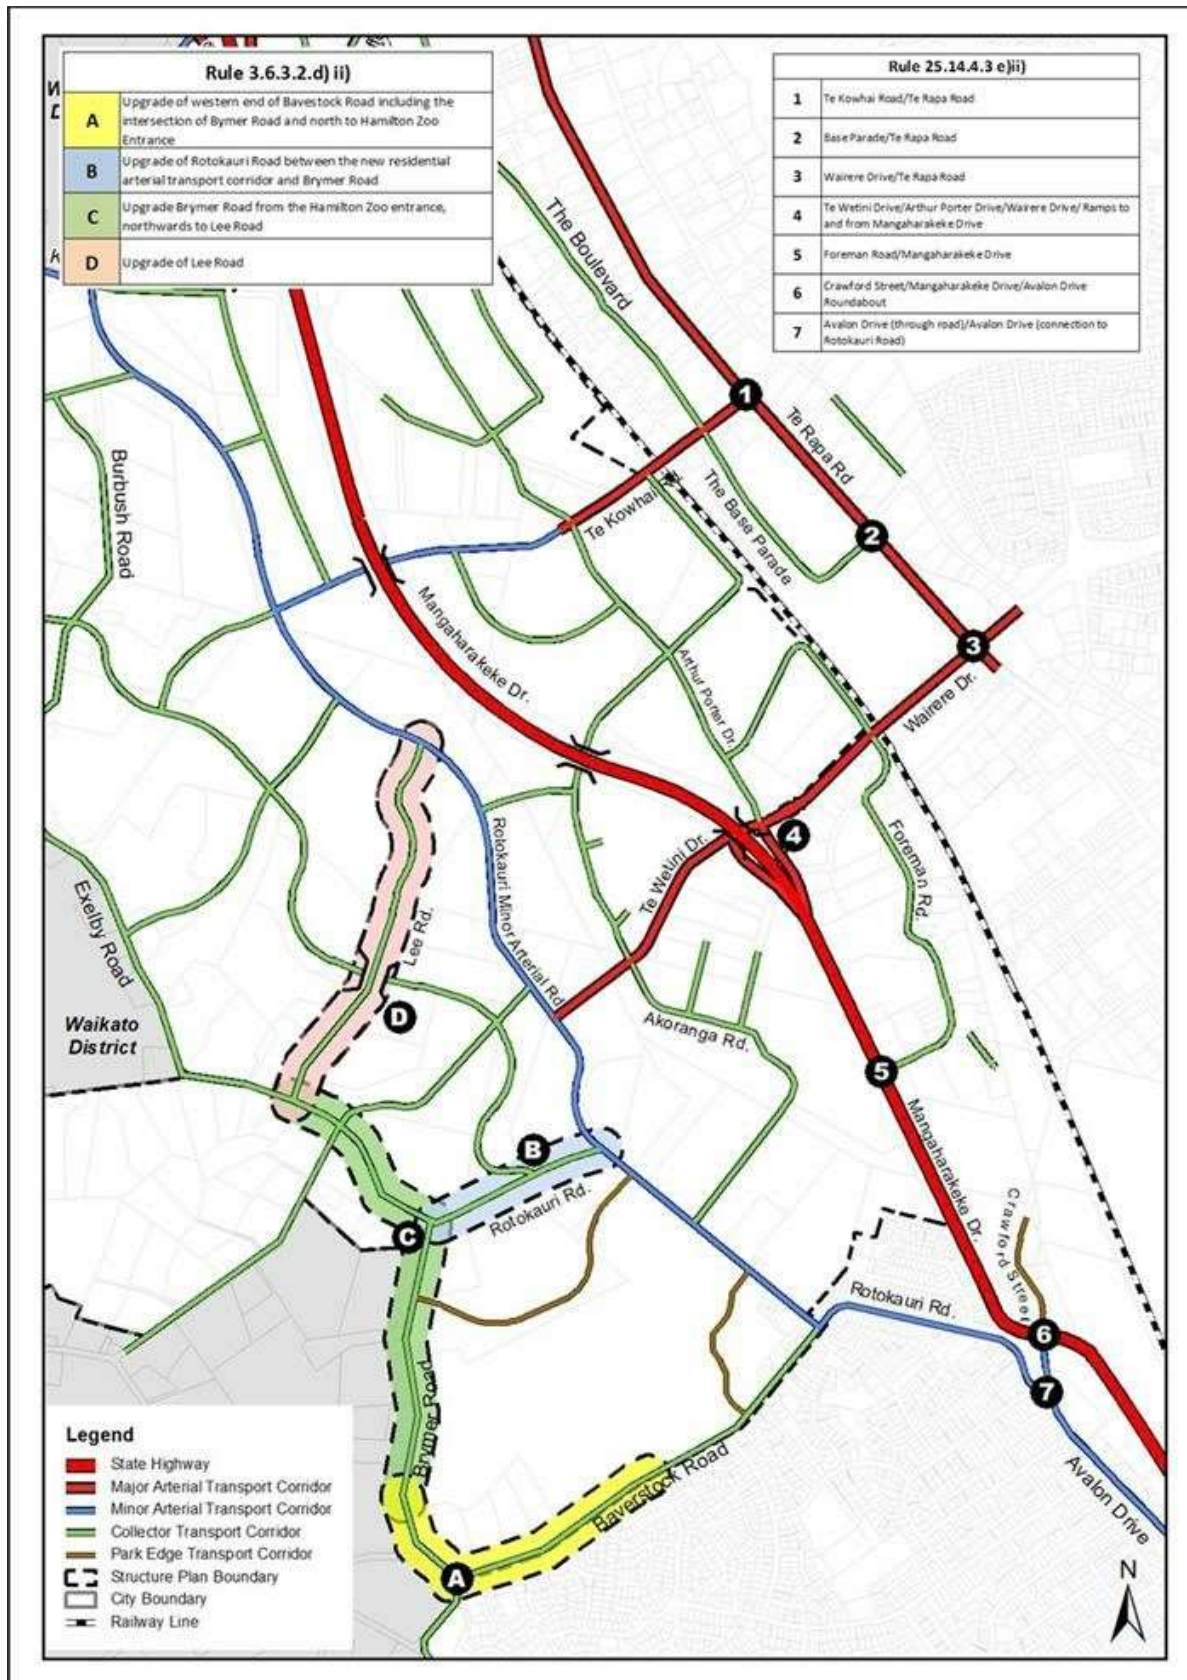 Rule 3.6.3.2.d) ii)
A
Upgrade of western end of Bavestock Road including the
intersection of Bymer Road and north to Hamilton Zoo
Entrance
B
Upgrade of Rotokauri Road between the new residential
arterial transport corridor and Brymer Road
C
Upgrade Brymer Road from the Hamilton Zoo entrance,
northwards to Lee Road
D
Upgrade of Lee Road
Rule 25.14.4.3 e)ii)
1
Te Kowhai Road/Te Rapa Road
2
Base Parade/Te Rapa Road
3
Wairere Drive/Te Rapa Road
4
Te Wetini Drive/Arthur Porter Drive/Wairere Drive/ Ramps to
and from Mangaharakeke Drive
5
Foreman Road/Mangaharakeke Drive
6
Crawford Street/Mangaharakeke Drive/Avalon Drive
Roundabout
7
Avalon Drive (through road)/Avalon Drive (connection to
Rotokauri Road)
The Boulevard
1
Te Rapa Rd
Burbush Road
Te Kowhai
The Base Parade
2
Mangaharakeke Dr.
3
Arthur Porter Dr.
Wairere Dr.
Rotokauri Minor Arterial Rd
Te Wetini Dr.
4
Foreman Rd.
Exelby Road
Lee Rd.
D
Waikato
District
Akoranga Rd.
5
Mangaharakeke Dr.
B
Rotokauri Rd.
C
Crawford Street
Rotokauri Rd.
6
7
Brymer Road
Baverstock Road
Avalon Drive
A
N
Legend
State Highway
Major Arterial Transport Corridor
Minor Arterial Transport Corridor
Collector Transport Corridor
Park Edge Transport Corridor
Structure Plan Boundary
City Boundary
Railway Line